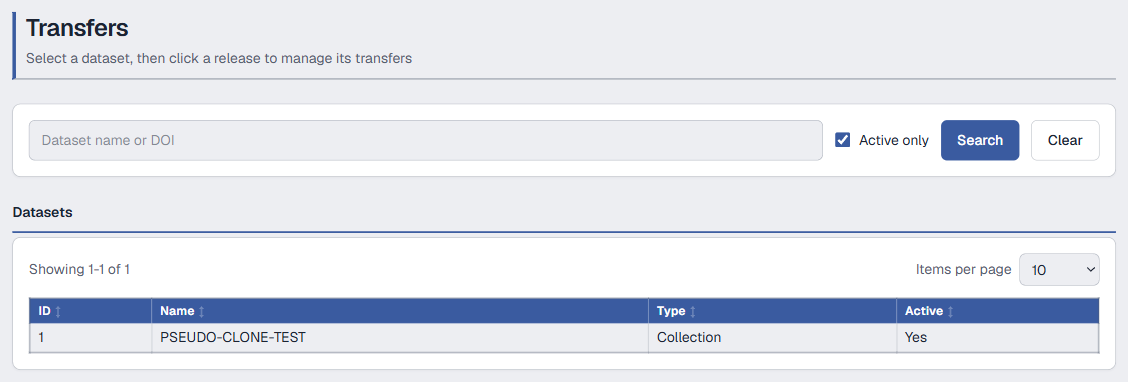 Transfers
Select a dataset, then click a release to manage its transfers
Dataset name or DOI Active only Search Clear
Datasets
Showing 1-1 of 1 Items per page 10
ID Name Type Active
1 PSEUDO-CLONE-TEST Collection Yes